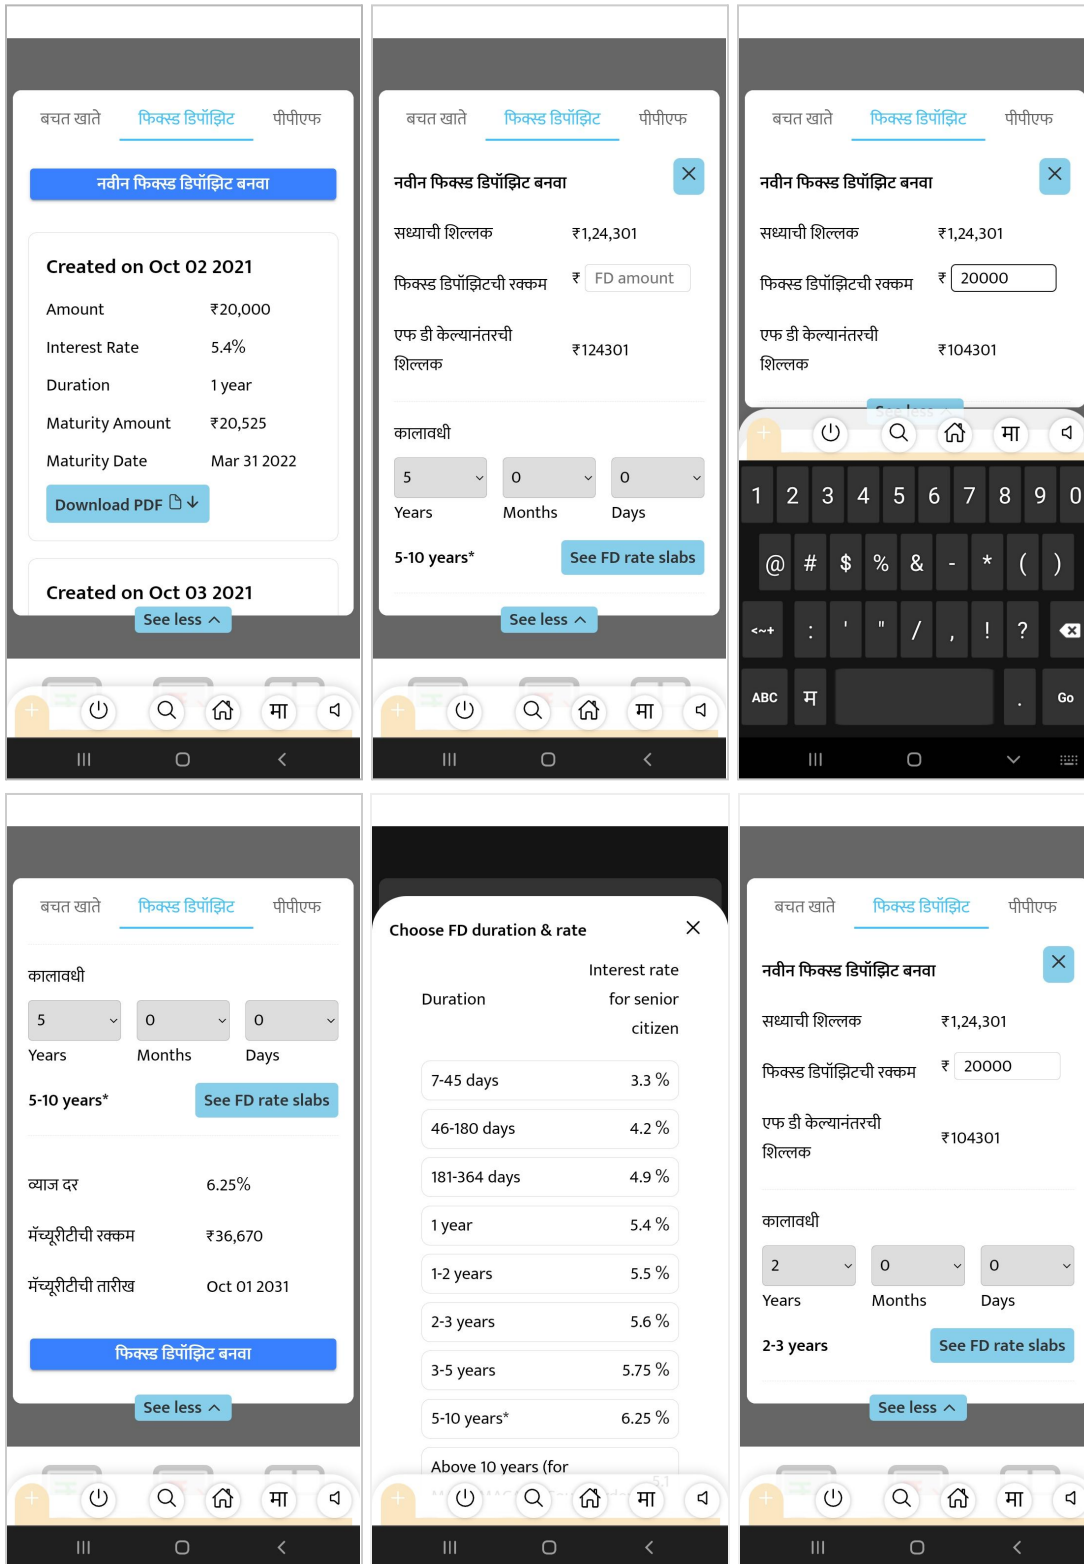 बचत खाते फिक्स्ड डिपॉझिट पीपीएफ
नवीन फिक्स्ड डिपॉझिट बनवा
Created on Oct 02 2021
Amount ₹20,000
Interest Rate 5.4%
Duration 1 year
Maturity Amount ₹20,525
Maturity Date Mar 31 2022
Download PDF
Created on Oct 03 2021
See less
मा
बचत खाते फिक्स्ड डिपॉझिट पीपीएफ
नवीन फिक्स्ड डिपॉझिट बनवा
सध्याची शिल्लक ₹1,24,301
फिक्स्ड डिपॉझिटची रक्कम ₹ FD amount
एफ डी केल्यानंतरची
शिल्लक ₹124301
कालावधी
5 0 0
Years Months Days
5-10 years* See FD rate slabs
See less
मा
बचत खाते फिक्स्ड डिपॉझिट पीपीएफ
नवीन फिक्स्ड डिपॉझिट बनवा
सध्याची शिल्लक ₹1,24,301
फिक्स्ड डिपॉझिटची रक्कम ₹ 20000
एफ डी केल्यानंतरची
शिल्लक ₹104301
See less
मा
1 2 3 4 5 6 7 8 9 0
@ # $ % & - * ( )
<~+ : ' " / , ! ?
ABC म . Go
बचत खाते फिक्स्ड डिपॉझिट पीपीएफ
कालावधी
5 0 0
Years Months Days
5-10 years* See FD rate slabs
व्याज दर 6.25%
मॅच्यूरीटीची रक्कम ₹36,670
मॅच्यूरीटीची तारीख Oct 01 2031
फिक्स्ड डिपॉझिट बनवा
See less
मा
Choose FD duration & rate
Interest rate
Duration for senior
citizen
7-45 days 3.3 %
46-180 days 4.2 %
181-364 days 4.9 %
1 year 5.4 %
1-2 years 5.5 %
2-3 years 5.6 %
3-5 years 5.75 %
5-10 years* 6.25 %
Above 10 years (for
5.1
मा
बचत खाते फिक्स्ड डिपॉझिट पीपीएफ
नवीन फिक्स्ड डिपॉझिट बनवा
सध्याची शिल्लक ₹1,24,301
फिक्स्ड डिपॉझिटची रक्कम ₹ 20000
एफ डी केल्यानंतरची
शिल्लक ₹104301
कालावधी
2 0 0
Years Months Days
2-3 years See FD rate slabs
See less
मा